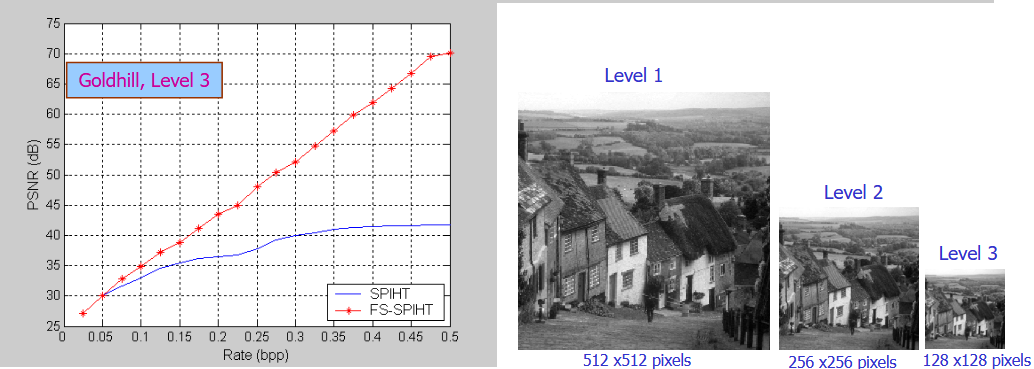 75
70
65
60
55
50
45
40
35
30
25
PSNR (dB)
Goldhill, Level 3
SPIHT
FS-SPIHT
0 0.05 0.1 0.15 0.2 0.25 0.3 0.35 0.4 0.45 0.5
Rate (bpp)
Level 1
512 x512 pixels
Level 2
256 x256 pixels
Level 3
128 x128 pixels